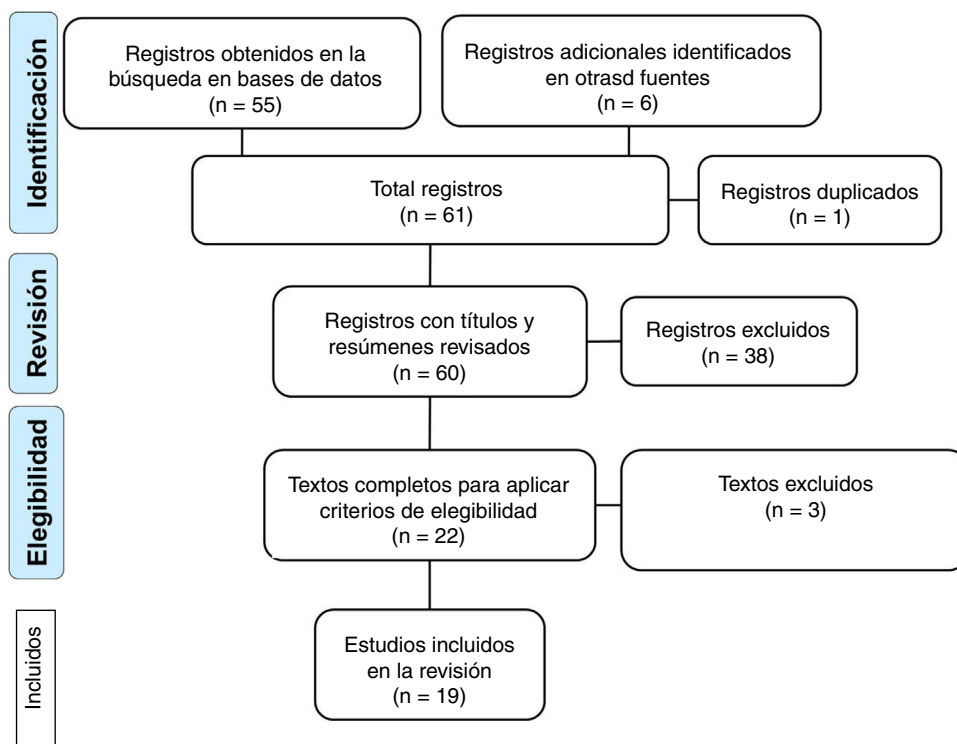 Identificación
Registros obtenidos en la
búsqueda en bases de datos
(n = 55)
Registros adicionales identificados
en otrasd fuentes
(n = 6)
Total registros
(n = 61)
Registros duplicados
(n = 1)
Revisión
Registros con títulos y
resúmenes revisados
(n = 60)
Registros excluidos
(n = 38)
Elegibilidad
Textos completos para aplicar
criterios de elegibilidad
(n = 22)
Textos excluidos
(n = 3)
Incluidos
Estudios incluidos
en la revisión
(n = 19)